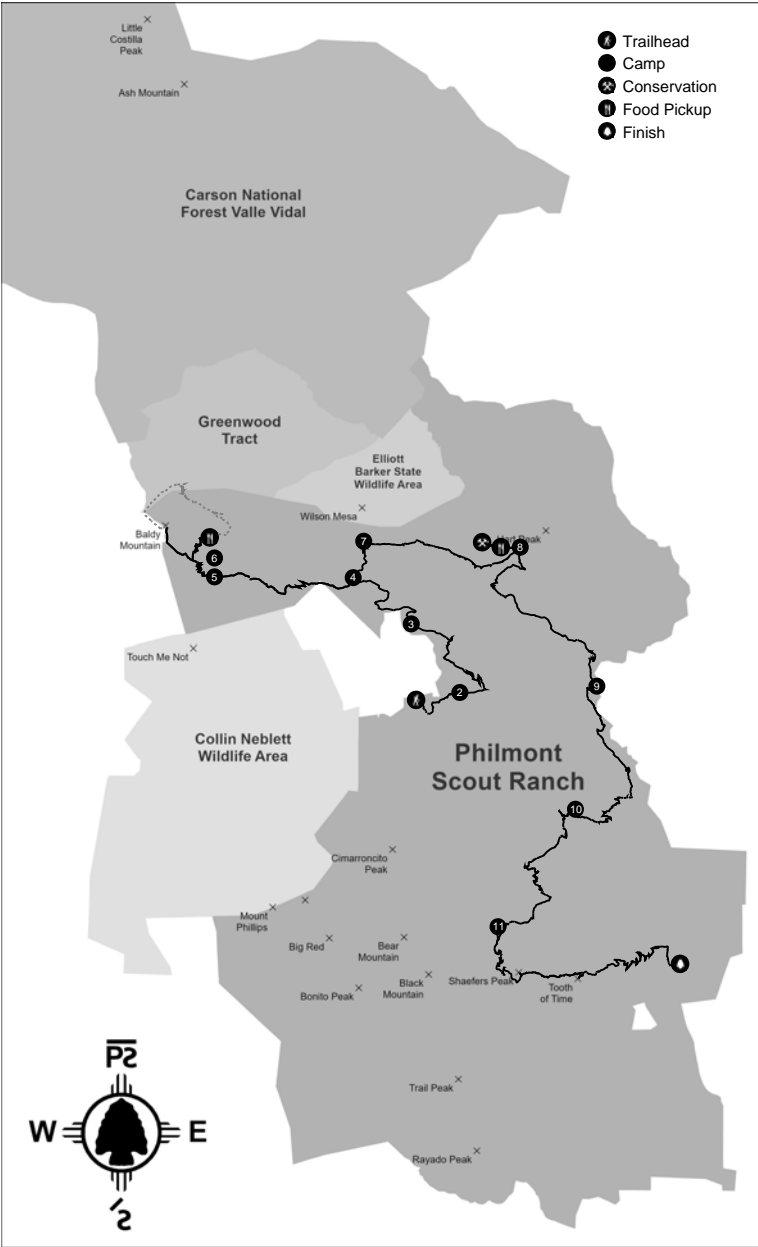 Little
Costilla
Peak
Ash Mountain
Trailhead
Camp
Conservation
Food Pickup
Finish
Carson National
Forest Valle Vidal
Greenwood
Tract
Elliott
Barker State
Wildlife Area
Wilson Mesa
Baldy
Mountain
Hart Peak
7
8
6
5
4
3
Touch Me Not
2
9
Collin Neblett
Wildlife Area
Philmont
Scout Ranch
10
Cimarroncito
Peak
Mount
Phillips
11
Big Red
Bear
Mountain
Bonito Peak
Black
Mountain
Shaefers Peak
Tooth
of Time
Trail Peak
Rayado Peak
W
E